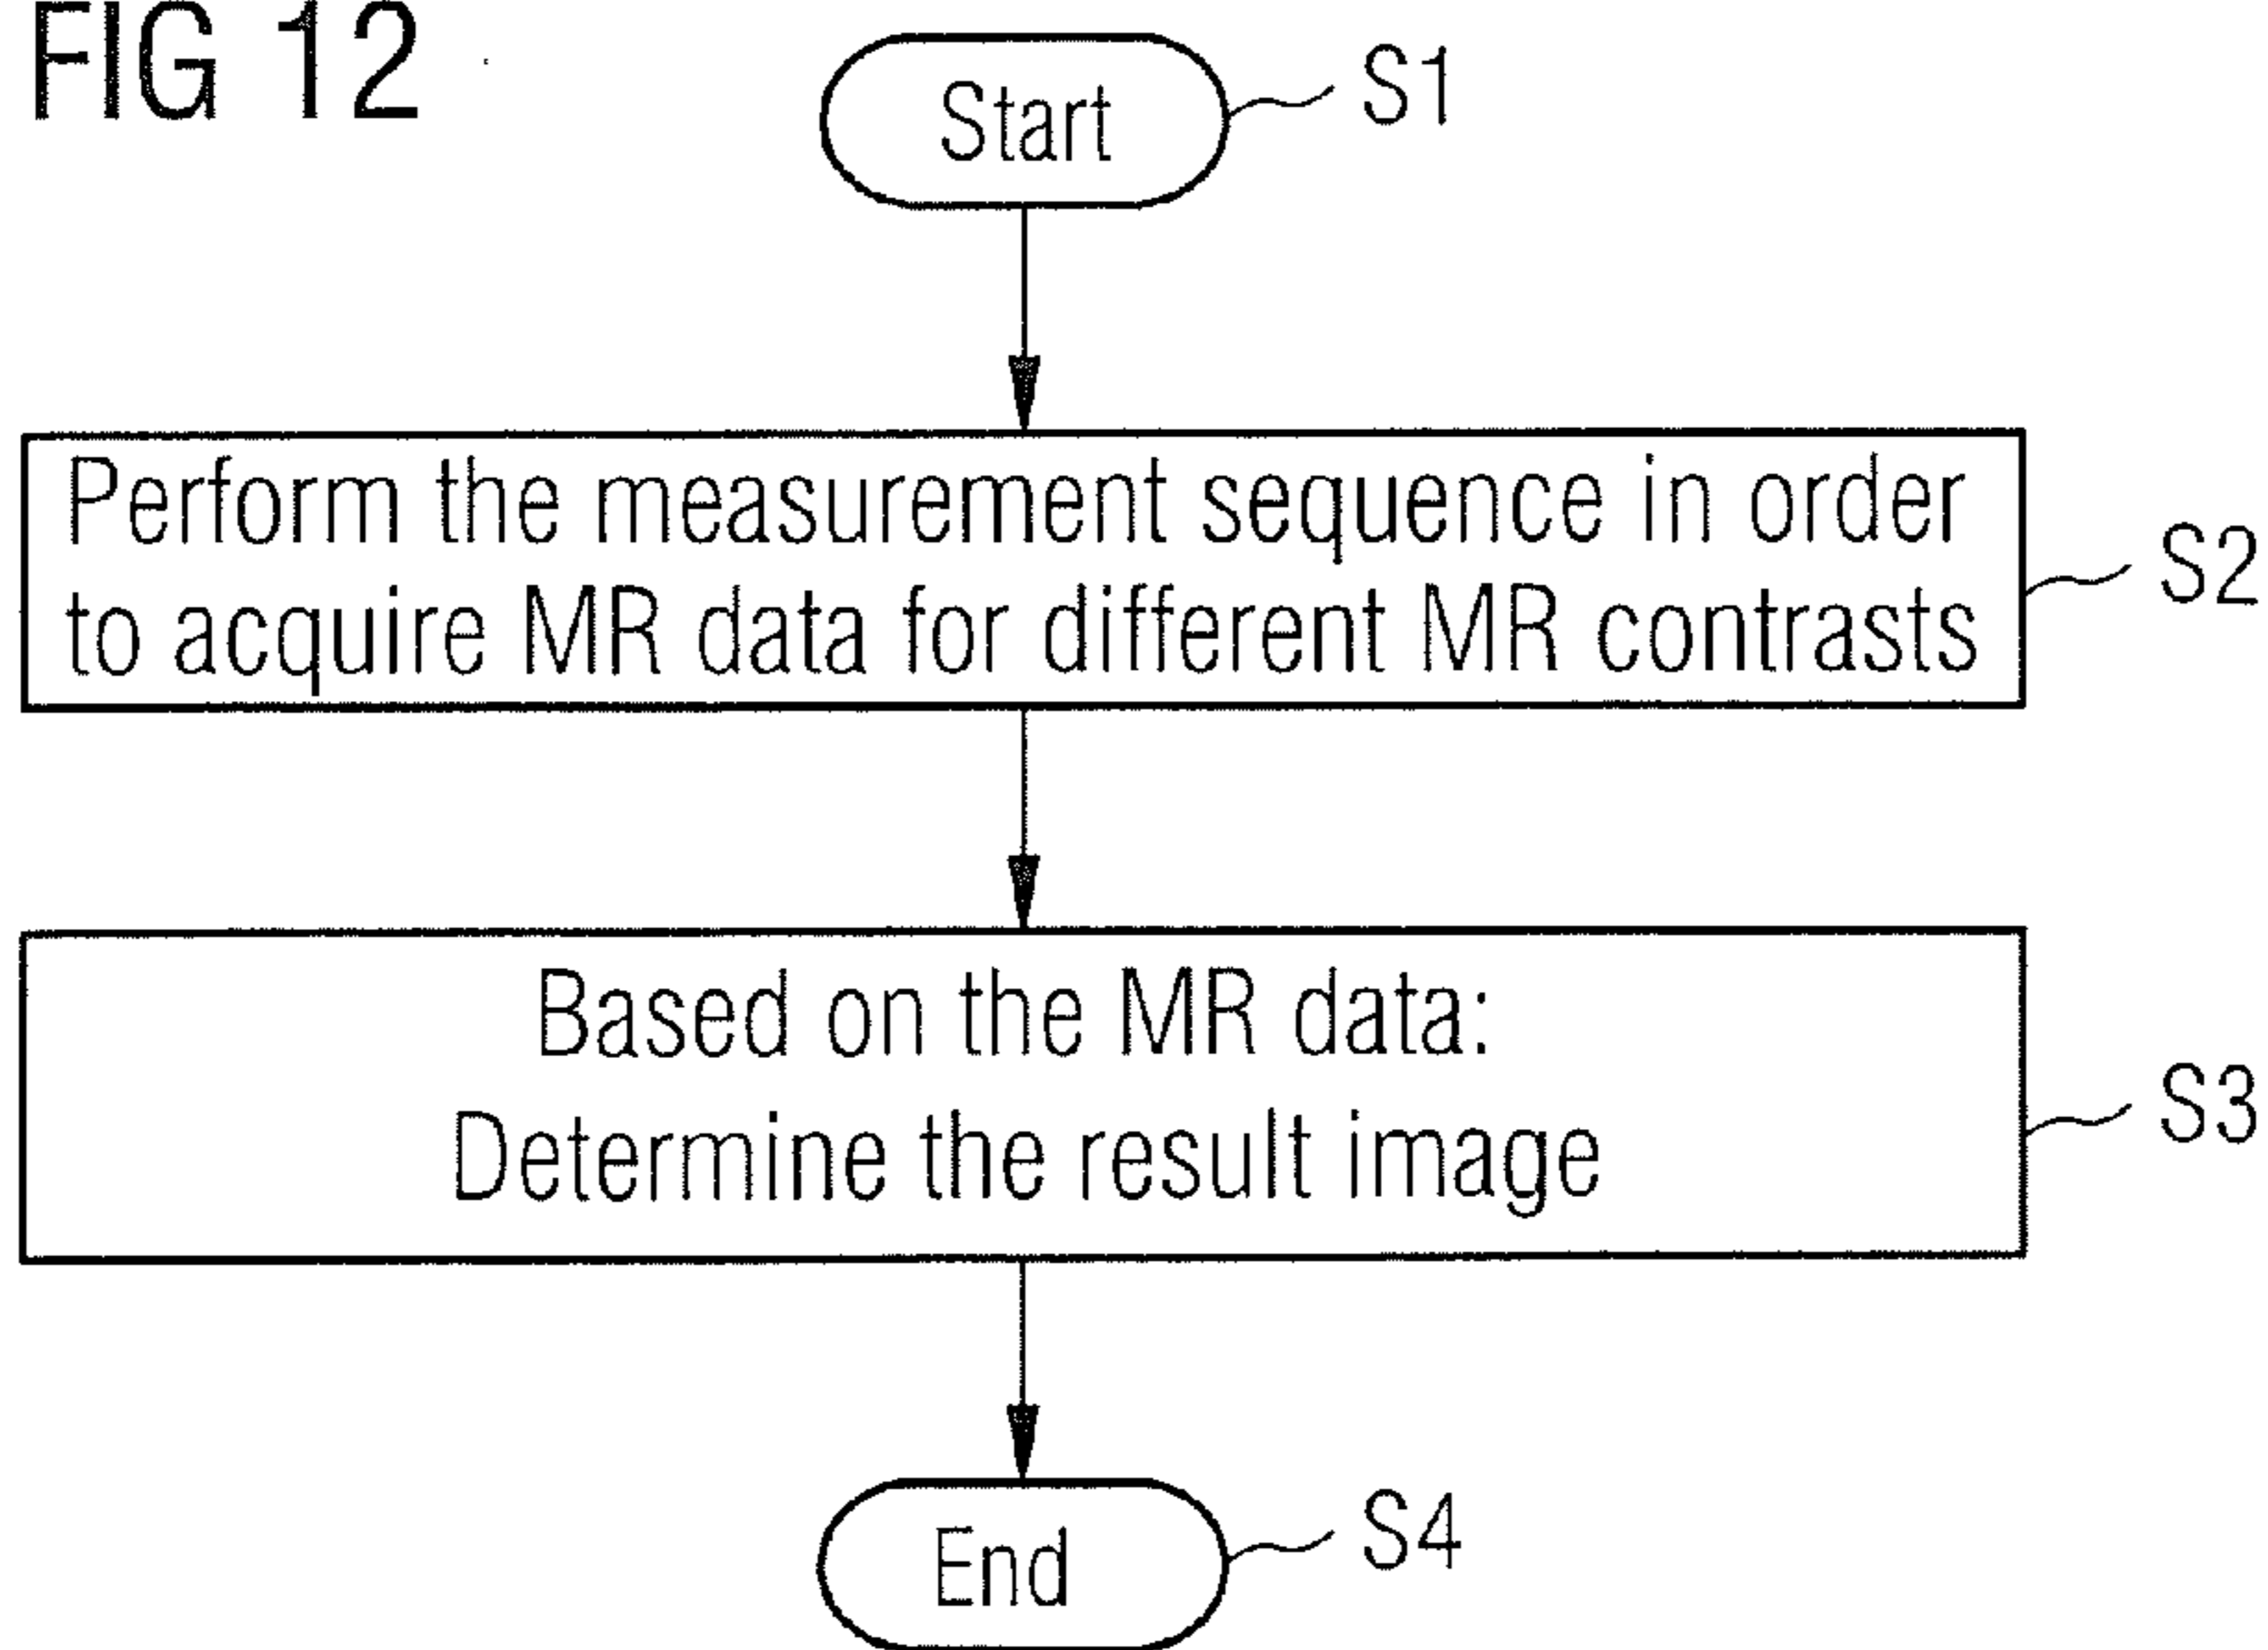 FIG 12
Start
S1
Perform the measurement sequence in order
to acquire MR data for different MR contrasts
S2
Based on the MR data:
Determine the result image
S3
End
S4